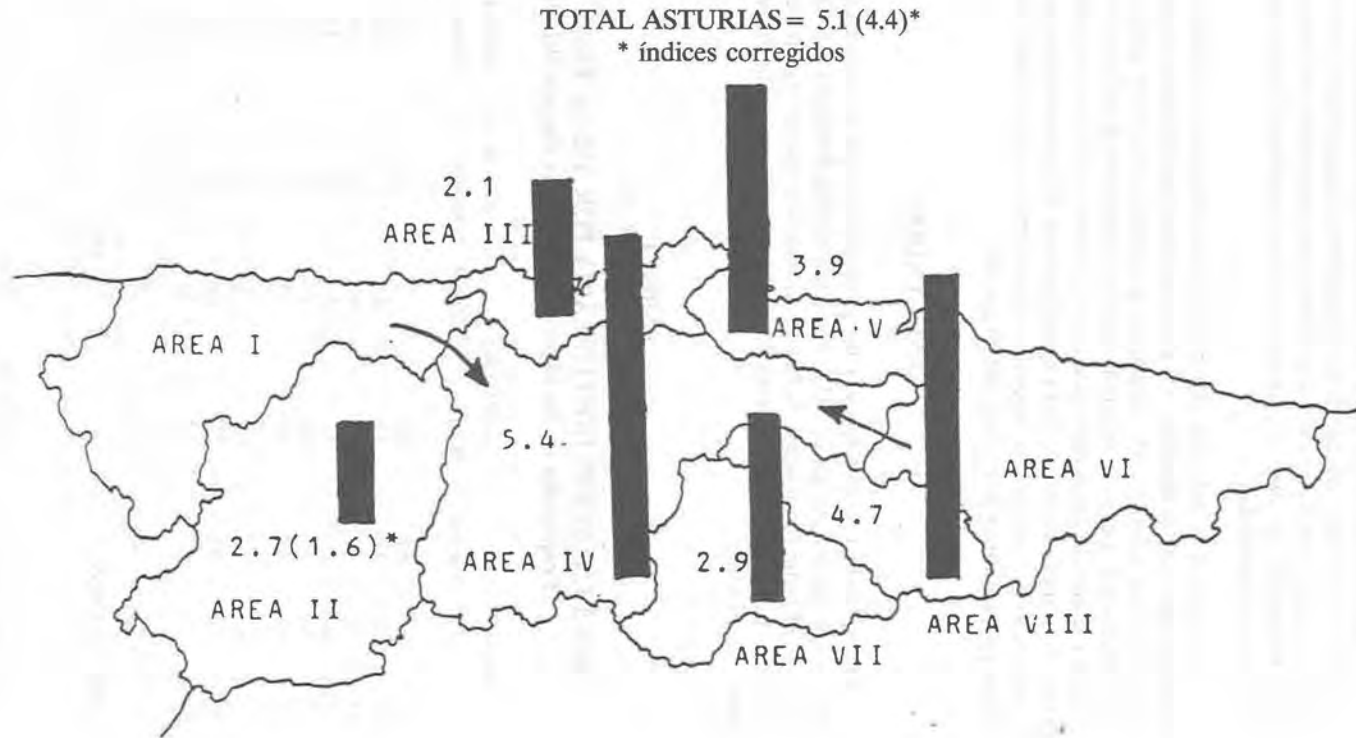 TOTAL ASTURIAS= 5.1 (4.4)*
* índices corregidos
2.1
AREA III
3.9
AREA V
AREA I
5.4
AREA VI
4.7
2.7(1.6)*
AREA IV
2.9
AREA II
AREA VIII
AREA VII